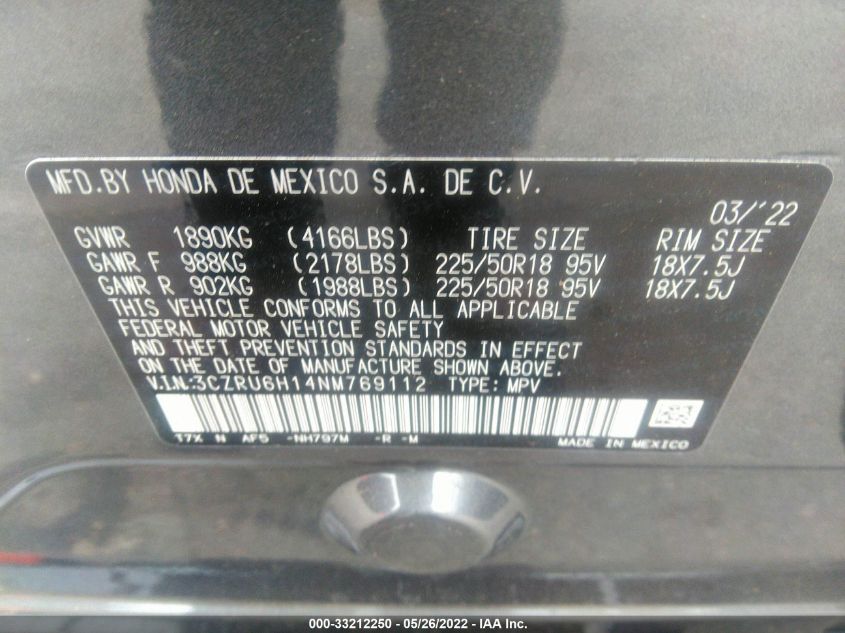 MFD.BY HONDA DE MEXICO S.A. DE C.V.
03/'22
GVWR 1890KG (4166LBS) TIRE SIZE RIM SIZE
GAWR F 988KG (2178LBS) 225/50R18 95V 18X7.5J
GAWR R 902KG (1988LBS) 225/50R18 95V 18X7.5J
THIS VEHICLE CONFORMS TO ALL APPLICABLE
FEDERAL MOTOR VEHICLE SAFETY
AND THEFT PREVENTION STANDARDS IN EFFECT
ON THE DATE OF MANUFACTURE SHOWN ABOVE.
V.I.N.:3CZRU6H14NM769112 TYPE: MPV
T7X N AF5 -NH797M -R -M MADE IN MEXICO
000-33212250 - 05/26/2022 - IAA Inc.